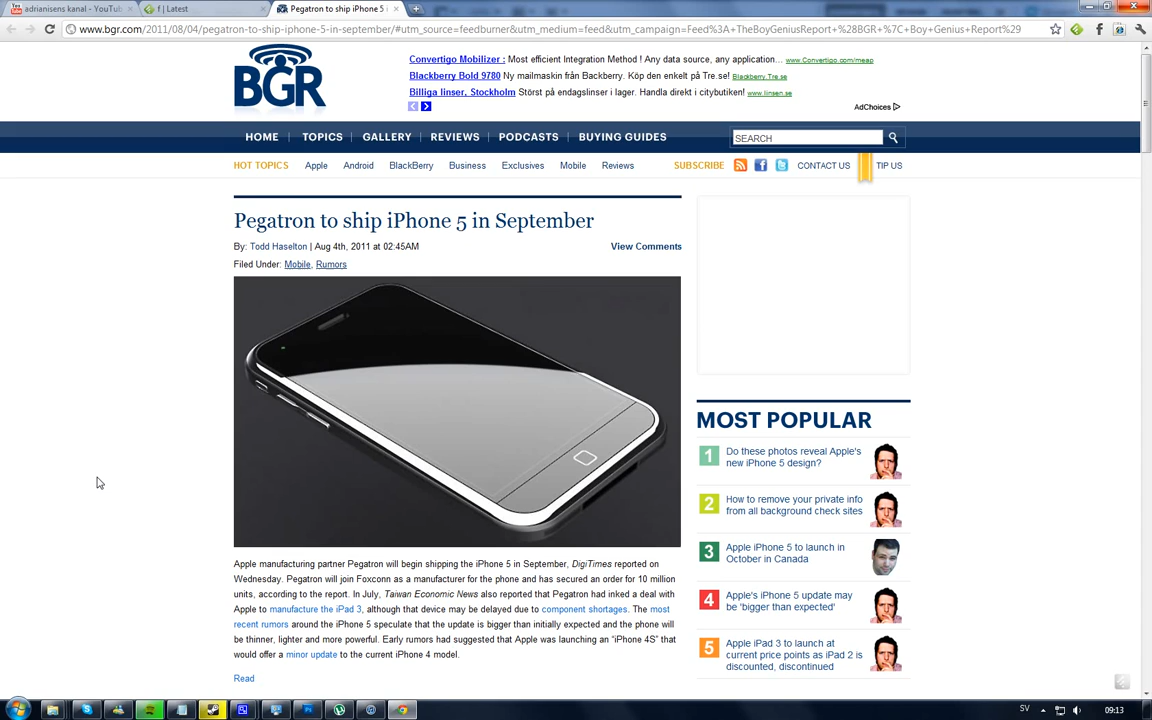 adrianisens kanal - YouTub
f | Latest
Pegatron to ship iPhone 5 i
www.bgr.com/2011/08/04/pegatron-to-ship-iphone-5-in-september/#utm_source=feedburner&utm_medium=feed&utm_campaign=Feed%3A+TheBoyGeniusReport+%28BGR+%7C+Boy+Genius+Report%29
BGR
Convertigo Mobilizer : Most efficient Integration Method ! Any data source, any application... www.Convertigo.com/meap
Blackberry Bold 9780 Ny mailmaskin från Backberry. Köp den enkelt på Tre.se! Blackberry.Tre.se
Billiga linser, Stockholm Störst på endagslinser i lager. Handla direkt i citybutiken! www.linsen.se
AdChoices
HOME TOPICS GALLERY REVIEWS PODCASTS BUYING GUIDES SEARCH
HOT TOPICS Apple Android BlackBerry Business Exclusives Mobile Reviews SUBSCRIBE CONTACT US TIP US
Pegatron to ship iPhone 5 in September
By: Todd Haselton | Aug 4th, 2011 at 02:45AM View Comments
Filed Under: Mobile, Rumors
Apple manufacturing partner Pegatron will begin shipping the iPhone 5 in September, DigiTimes reported on
Wednesday. Pegatron will join Foxconn as a manufacturer for the phone and has secured an order for 10 million
units, according to the report. In July, Taiwan Economic News also reported that Pegatron had inked a deal with
Apple to manufacture the iPad 3, although that device may be delayed due to component shortages. The most
recent rumors around the iPhone 5 speculate that the update is bigger than initially expected and the phone will
be thinner, lighter and more powerful. Early rumors had suggested that Apple was launching an “iPhone 4S” that
would offer a minor update to the current iPhone 4 model.
Read
MOST POPULAR
1 Do these photos reveal Apple's
new iPhone 5 design?
2 How to remove your private info
from all background check sites
3 Apple iPhone 5 to launch in
October in Canada
4 Apple's iPhone 5 update may
be 'bigger than expected'
5 Apple iPad 3 to launch at
current price points as iPad 2 is
discounted, discontinued
SV
09:13